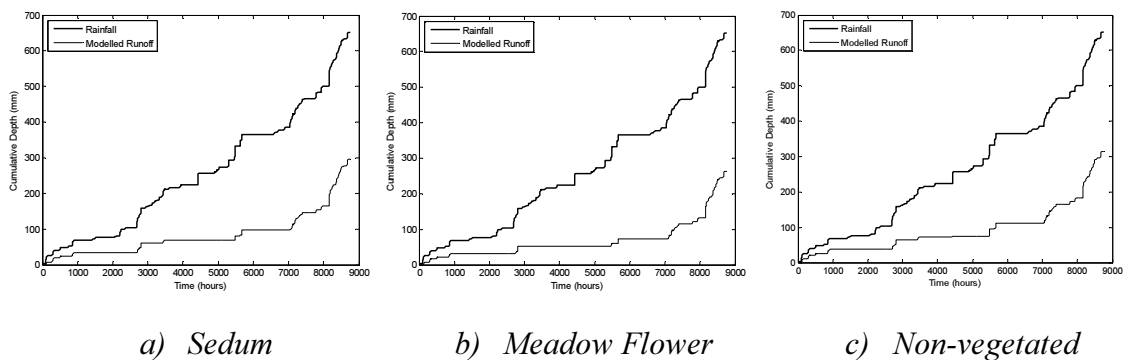 700
600
500
400
300
200
100
0
Cumulative Depth (mm)
Rainfall
Modelled Runoff
0 1000 2000 3000 4000 5000 6000 7000 8000 9000
Time (hours)
a) Sedum
700
600
500
400
300
200
100
0
Cumulative Depth (mm)
Rainfall
Modelled Runoff
0 1000 2000 3000 4000 5000 6000 7000 8000 9000
Time (hours)
b) Meadow Flower
700
600
500
400
300
200
100
0
Cumulative Depth (mm)
Rainfall
Modelled Runoff
0 1000 2000 3000 4000 5000 6000 7000 8000 9000
Time (hours)
c) Non-vegetated